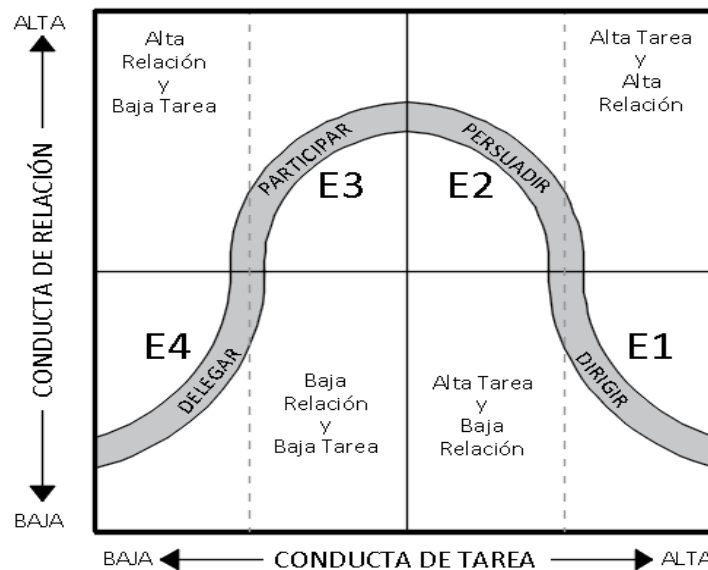 ALTA
CONDUCTA DE RELACIÓN
BAJA
Alta
Relación
y
Baja Tarea
Alta Tarea
y
Alta
Relación
PARTICIPAR
PERSUADIR
E3
E2
E4
E1
DELEGAR
DIRIGIR
Baja
Relación
y
Baja Tarea
Alta Tarea
y
Baja
Relación
BAJA
CONDUCTA DE TAREA
ALTA